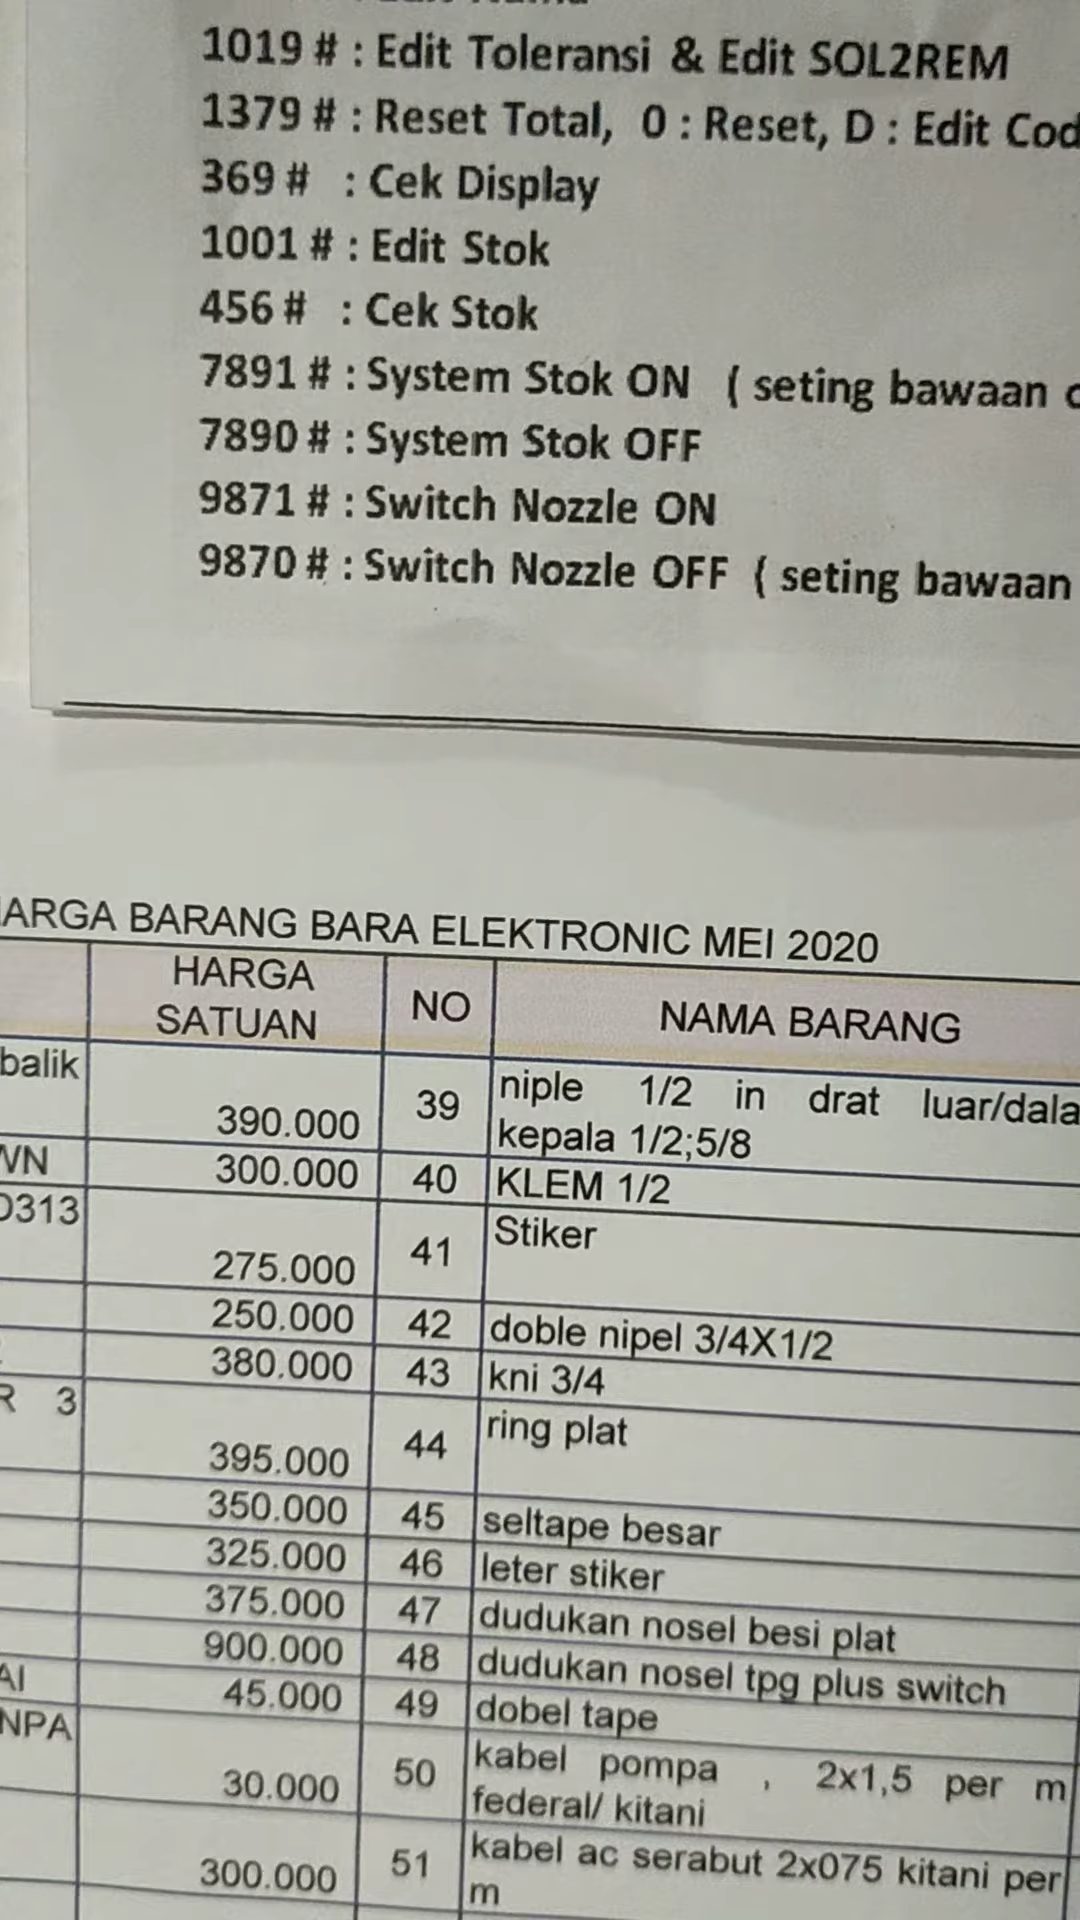 1019 # : Edit Toleransi & Edit SOL2REM
1379 # : Reset Total, 0 : Reset, D : Edit Cod
369 # : Cek Display
1001 # : Edit Stok
456 # : Cek Stok
7891 # : System Stok ON ( seting bawaan
7890 # : System Stok OFF
9871 # : Switch Nozzle ON
9870 # : Switch Nozzle OFF ( seting bawaan
ARGA BARANG BARA ELEKTRONIC MEI 2020
HARGA SATUAN NO NAMA BARANG
balik 390.000 39 niple 1/2 in drat luar/dala
kepala 1/2;5/8
WN 300.000 40 KLEM 1/2
D313 275.000 41 Stiker
250.000 42 doble nipel 3/4X1/2
380.000 43 kni 3/4
R 3 395.000 44 ring plat
350.000 45 seltape besar
325.000 46 leter stiker
375.000 47 dudukan nosel besi plat
900.000 48 dudukan nosel tpg plus switch
AI 45.000 49 dobel tape
NPA 30.000 50 kabel pompa , 2x1,5 per m
federal/ kitani
300.000 51 kabel ac serabut 2x075 kitani per
m